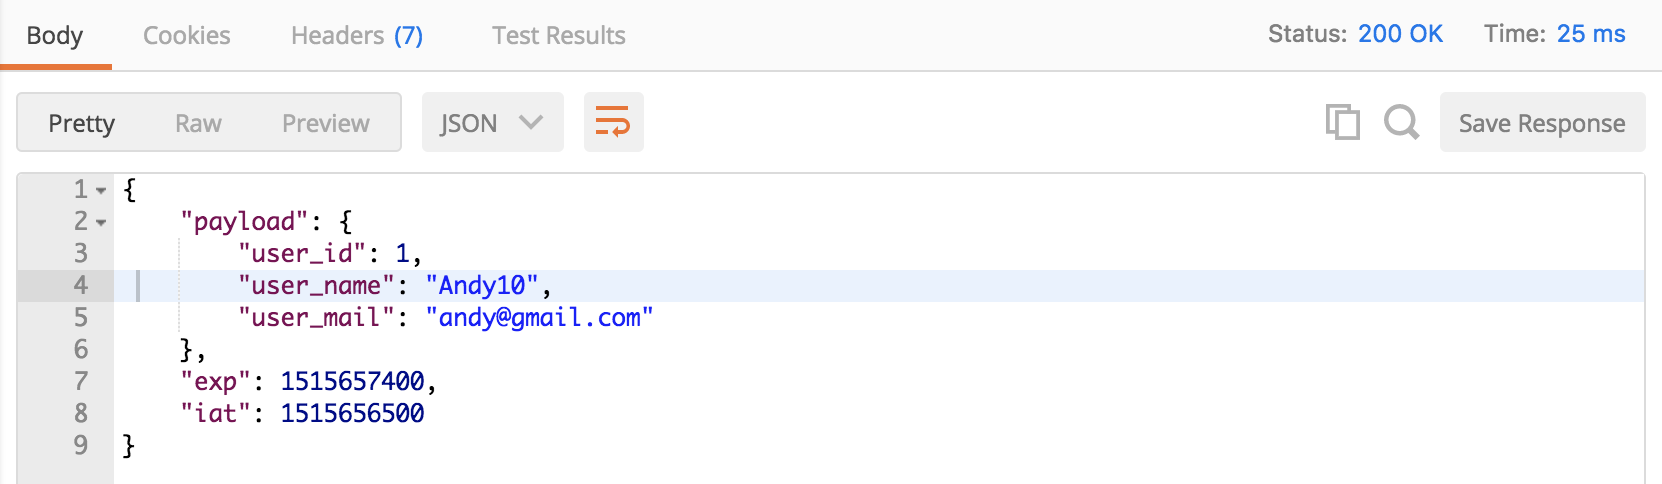 Body Cookies Headers (7) Test Results Status: 200 OK Time: 25 ms
Pretty Raw Preview JSON Save Response
1 {
2 "payload": {
3 "user_id": 1,
4 "user_name": "Andy10",
5 "user_mail": "andy@gmail.com"
6 },
7 "exp": 1515657400,
8 "iat": 1515656500
9 }